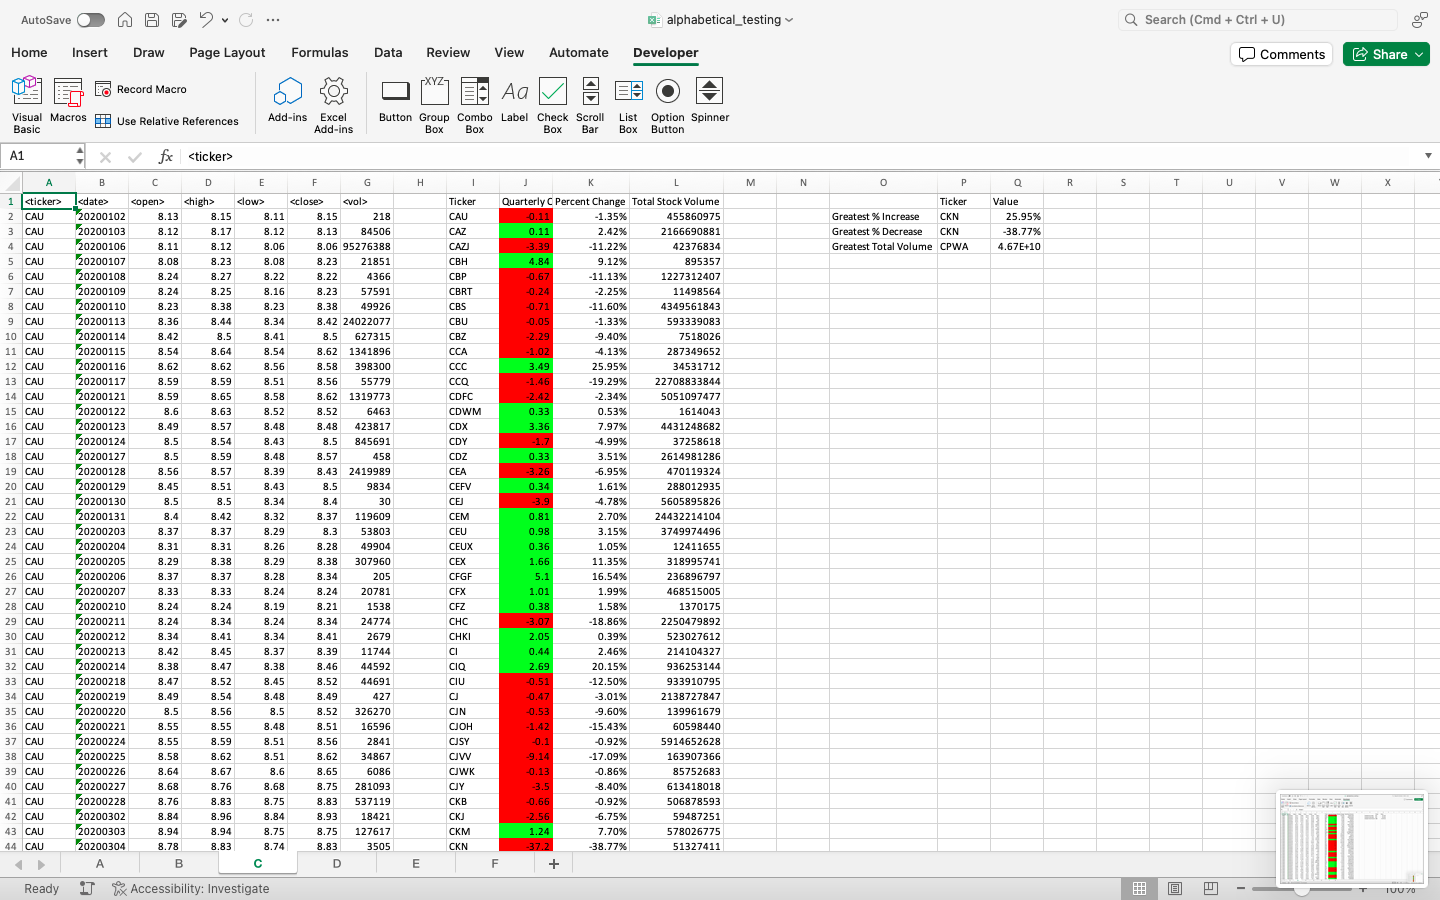 AutoSave
alphabetical_testing
Search (Cmd + Ctrl + U)
Home Insert Draw Page Layout Formulas Data Review View Automate Developer
Comments Share
Visual Basic Macros Record Macro Use Relative References Add-ins Excel Add-ins Button Group Box Combo Box Label Check Box Scroll Bar List Box Option Button Spinner
A1 fx <ticker>
A B C D E F G H I J K L M N O P Q R S T U V W X
1 <ticker> <date> <open> <high> <low> <close> <vol> Ticker Quarterly C Percent Change Total Stock Volume Ticker Value
2 CAU 20200102 8.13 8.15 8.11 8.15 218 CAU -0.11 -1.35% 455860975 Greatest % Increase CKN 25.95%
3 CAU 20200103 8.12 8.17 8.12 8.13 84506 CAZ 0.11 2.42% 2166690881 Greatest % Decrease CKN -38.77%
4 CAU 20200106 8.11 8.12 8.06 8.06 95276388 CAZJ -3.39 -11.22% 42376834 Greatest Total Volume CPWA 4.67E+10
5 CAU 20200107 8.08 8.23 8.08 8.23 21851 CBH 4.84 9.12% 895357
6 CAU 20200108 8.24 8.27 8.22 8.22 4366 CBP -0.67 -11.13% 1227312407
7 CAU 20200109 8.24 8.25 8.16 8.23 57591 CBRT -0.24 -2.25% 11498564
8 CAU 20200110 8.23 8.38 8.23 8.38 49926 CBS -0.71 -11.60% 4349561843
9 CAU 20200113 8.36 8.44 8.34 8.42 24022077 CBU -0.05 -1.33% 593339083
10 CAU 20200114 8.42 8.5 8.41 8.5 627315 CBZ -2.29 -9.40% 7518026
11 CAU 20200115 8.54 8.64 8.54 8.62 1341896 CCA -1.02 -4.13% 287349652
12 CAU 20200116 8.62 8.62 8.56 8.58 398300 CCC 3.49 25.95% 34531712
13 CAU 20200117 8.59 8.59 8.51 8.56 55779 CCQ -1.46 -19.29% 22708833844
14 CAU 20200121 8.59 8.65 8.58 8.62 1319773 CDFC -2.42 -2.34% 5051097477
15 CAU 20200122 8.6 8.63 8.52 8.52 6463 CDWM 0.33 0.53% 1614043
16 CAU 20200123 8.49 8.57 8.48 8.48 423817 CDX 3.36 7.97% 4431248682
17 CAU 20200124 8.5 8.54 8.43 8.5 845691 CDY -1.7 -4.99% 37258618
18 CAU 20200127 8.5 8.59 8.48 8.57 458 CDZ 0.33 3.51% 2614981286
19 CAU 20200128 8.56 8.57 8.39 8.43 2419989 CEA -3.26 -6.95% 470119324
20 CAU 20200129 8.45 8.51 8.43 8.5 9834 CEFV 0.34 1.61% 288012935
21 CAU 20200130 8.5 8.5 8.34 8.4 30 CEJ -3.9 -4.78% 5605895826
22 CAU 20200131 8.4 8.42 8.32 8.37 119609 CEM 0.81 2.70% 24432214104
23 CAU 20200203 8.37 8.37 8.29 8.3 53803 CEU 0.98 3.15% 3749974496
24 CAU 20200204 8.31 8.31 8.26 8.28 49904 CEUX 0.36 1.05% 12411655
25 CAU 20200205 8.29 8.38 8.29 8.38 307960 CEX 1.66 11.35% 318995741
26 CAU 20200206 8.37 8.37 8.28 8.34 205 CFGF 5.1 16.54% 236896797
27 CAU 20200207 8.33 8.33 8.24 8.24 20781 CFX 1.01 1.99% 468515005
28 CAU 20200210 8.24 8.24 8.19 8.21 1538 CFZ 0.38 1.58% 1370175
29 CAU 20200211 8.24 8.34 8.24 8.34 24774 CHC -3.07 -18.86% 2250479892
30 CAU 20200212 8.34 8.41 8.34 8.41 2679 CHKI 2.05 0.39% 523027612
31 CAU 20200213 8.42 8.45 8.37 8.39 11744 CI 0.44 2.46% 214104327
32 CAU 20200214 8.38 8.47 8.38 8.46 44592 CIQ 2.69 20.15% 936253144
33 CAU 20200218 8.47 8.52 8.45 8.52 44691 CIU -0.51 -12.50% 933910795
34 CAU 20200219 8.49 8.54 8.48 8.49 427 CJ -0.47 -3.01% 2138727847
35 CAU 20200220 8.5 8.56 8.5 8.52 326270 CJN -0.53 -9.60% 139961679
36 CAU 20200221 8.55 8.55 8.48 8.51 16596 CJOH -1.42 -15.43% 60598440
37 CAU 20200224 8.55 8.59 8.51 8.56 2841 CJSY -0.1 -0.92% 5914652628
38 CAU 20200225 8.58 8.62 8.51 8.62 34867 CJVV -9.14 -17.09% 163907366
39 CAU 20200226 8.64 8.67 8.6 8.65 6086 CJWK -0.13 -0.86% 85752683
40 CAU 20200227 8.68 8.76 8.68 8.75 281093 CJY -3.5 -8.40% 613418018
41 CAU 20200228 8.76 8.83 8.75 8.83 537119 CKB -0.66 -0.92% 506878593
42 CAU 20200302 8.84 8.96 8.84 8.93 18421 CKJ -2.56 -6.75% 59487251
43 CAU 20200303 8.94 8.94 8.75 8.75 127617 CKM 1.24 7.70% 578026775
44 CAU 20200304 8.78 8.83 8.74 8.83 3505 CKN -37.2 -38.77% 51327411
A B C D E F
Ready Accessibility: Investigate 100%